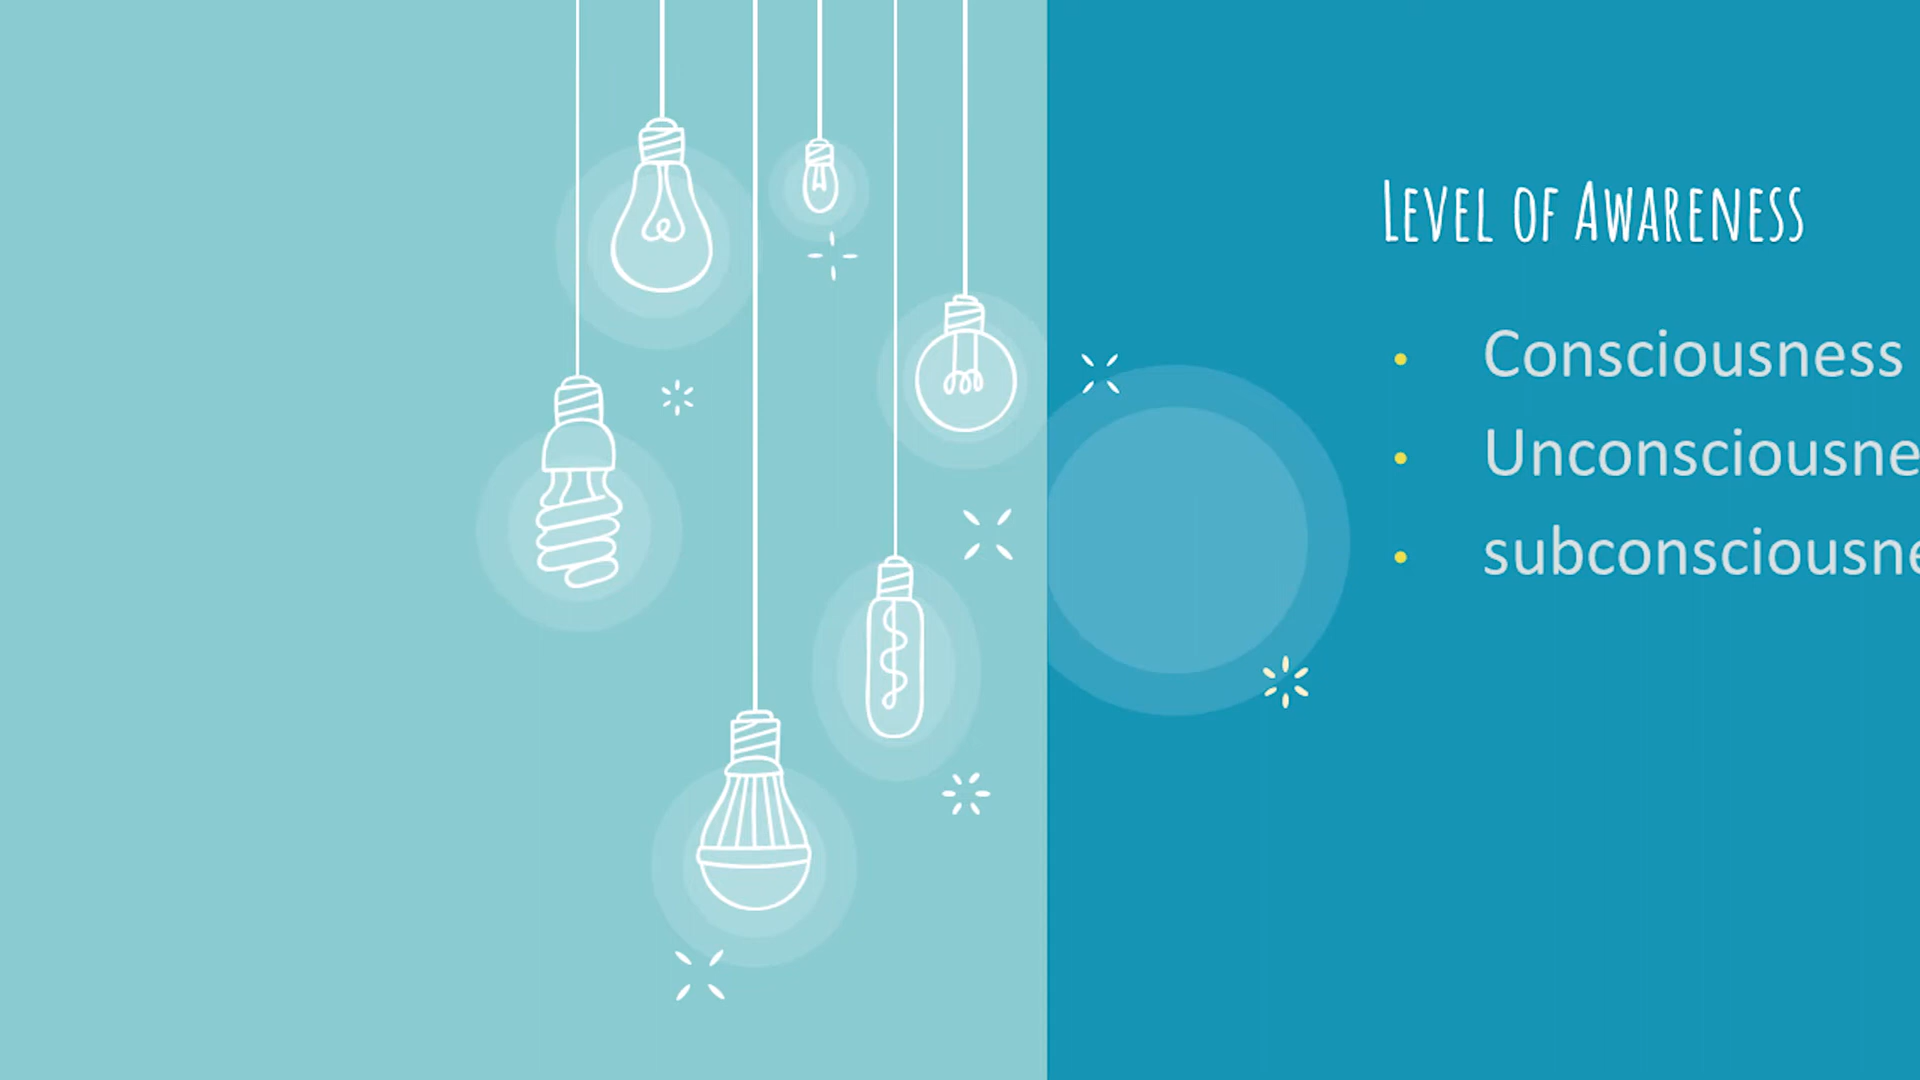 Level of Awareness
• Consciousness
• Unconsciousne
• subconsciousne